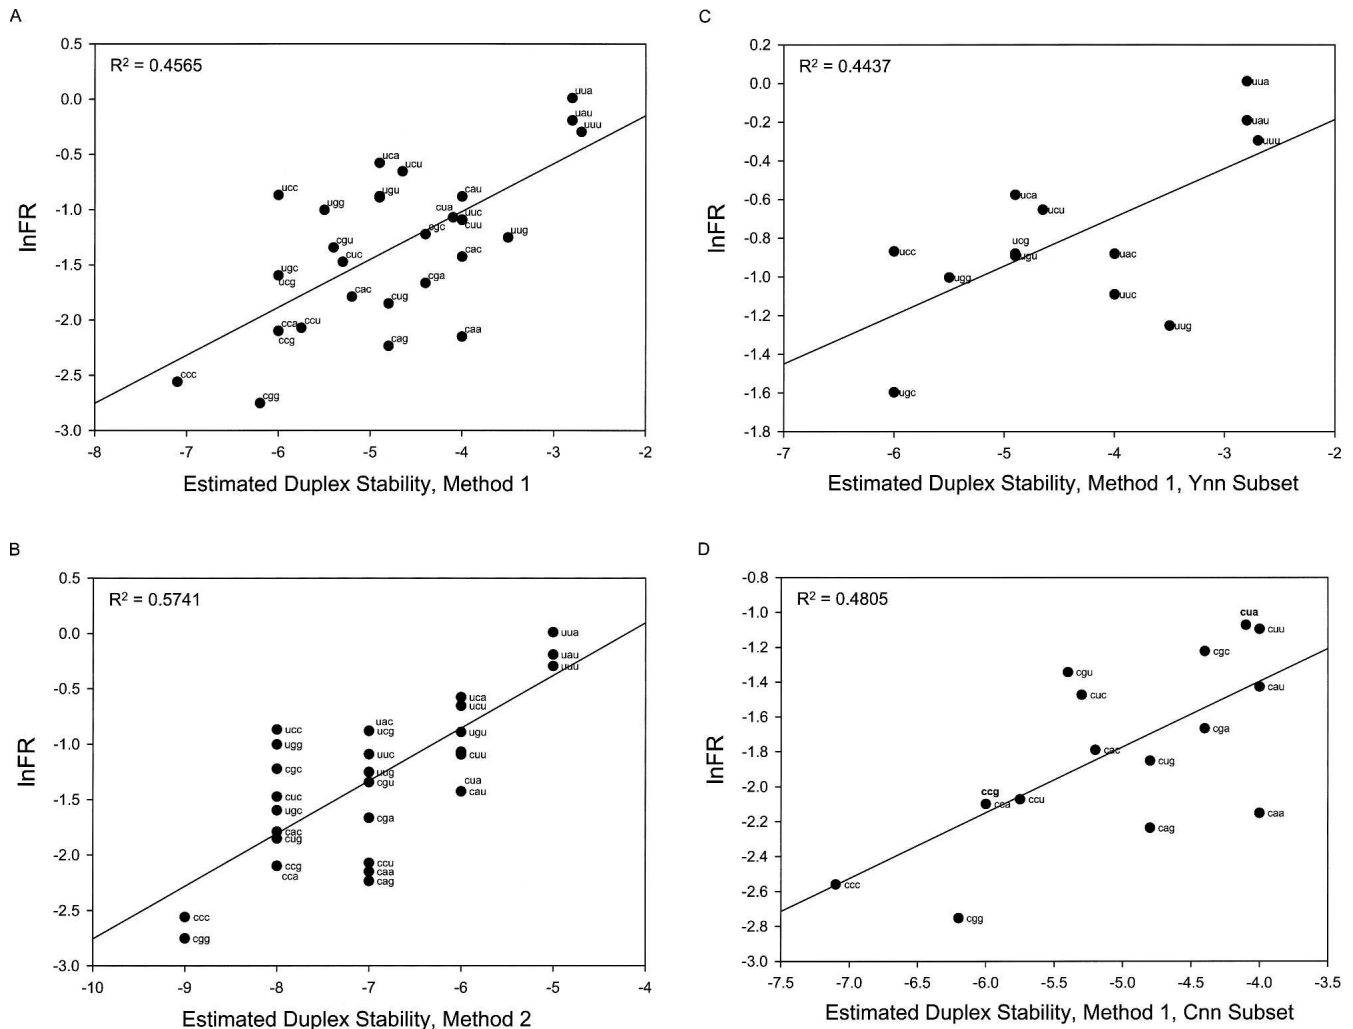 A
R² = 0.4565
0.5
0.0
-0.5
-1.0
-1.5
-2.0
-2.5
-3.0
lnFR
uua
uau
uuu
uca
ucu
ucc
ugu
cau
ugg
cua
uuc
cuu
cgc
uug
cgu
cuc
cac
ugc
ucg
cga
cac
cug
cca
ccu
ccg
cag
caa
ccc
cgg
-8 -7 -6 -5 -4 -3 -2
Estimated Duplex Stability, Method 1
C
R² = 0.4437
0.2
0.0
-0.2
-0.4
-0.6
-0.8
-1.0
-1.2
-1.4
-1.6
-1.8
lnFR
uua
uau
uuu
uca
ucu
ucg
ucc
ugu
uac
ugg
uuc
uug
ugc
-7 -6 -5 -4 -3 -2
Estimated Duplex Stability, Method 1, Ynn Subset
B
R² = 0.5741
0.5
0.0
-0.5
-1.0
-1.5
-2.0
-2.5
-3.0
lnFR
uua
uau
uuu
uca
ucu
uac
ucc
ucg
ugu
ugg
uuc
cuu
cgc
uug
cgu
cua
cau
cuc
ugc
cga
cac
cug
ccu
ccg
caa
cca
cag
ccc
cgg
-10 -9 -8 -7 -6 -5 -4
Estimated Duplex Stability, Method 2
D
R² = 0.4805
-0.8
-1.0
-1.2
-1.4
-1.6
-1.8
-2.0
-2.2
-2.4
-2.6
-2.8
-3.0
lnFR
cua
cuu
cgc
cgu
cau
cuc
cga
cac
cug
ccg
cca
ccu
caa
cag
ccc
cgg
-7.5 -7.0 -6.5 -6.0 -5.5 -5.0 -4.5 -4.0 -3.5
Estimated Duplex Stability, Method 1, Cnn Subset